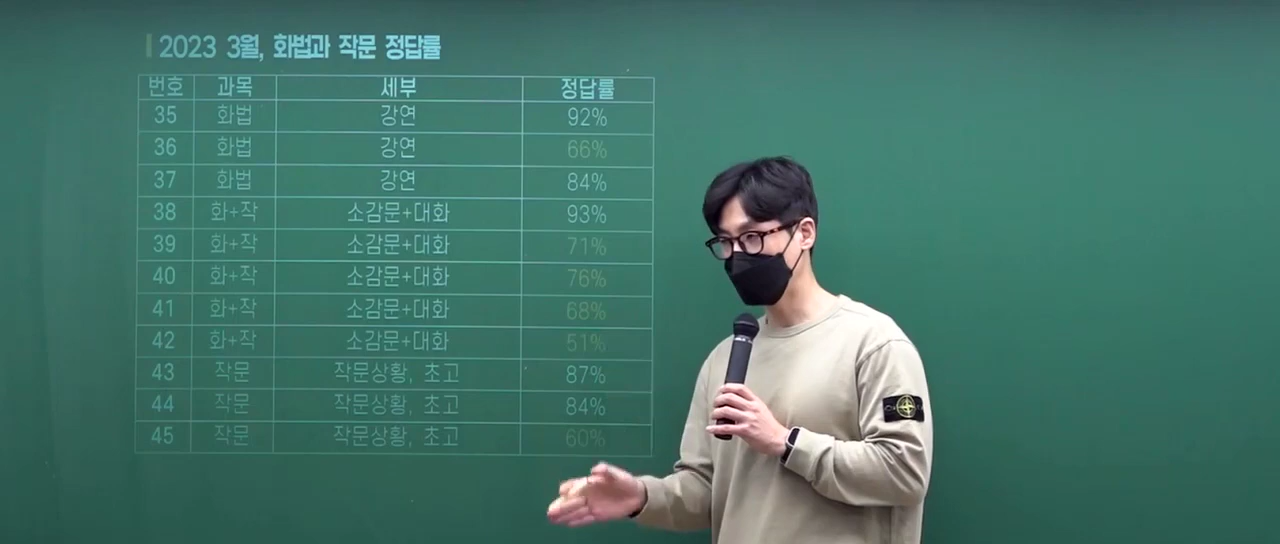 2023 3월, 화법과 작문 정답률
번호 과목 세부 정답률
35 화법 강연 92%
36 화법 강연 66%
37 화법 강연 84%
38 화+작 소감문+대화 93%
39 화+작 소감문+대화 71%
40 화+작 소감문+대화 76%
41 화+작 소감문+대화 68%
42 화+작 소감문+대화 51%
43 작문 작문상황, 초고 87%
44 작문 작문상황, 초고 84%
45 작문 작문상황, 초고 60%